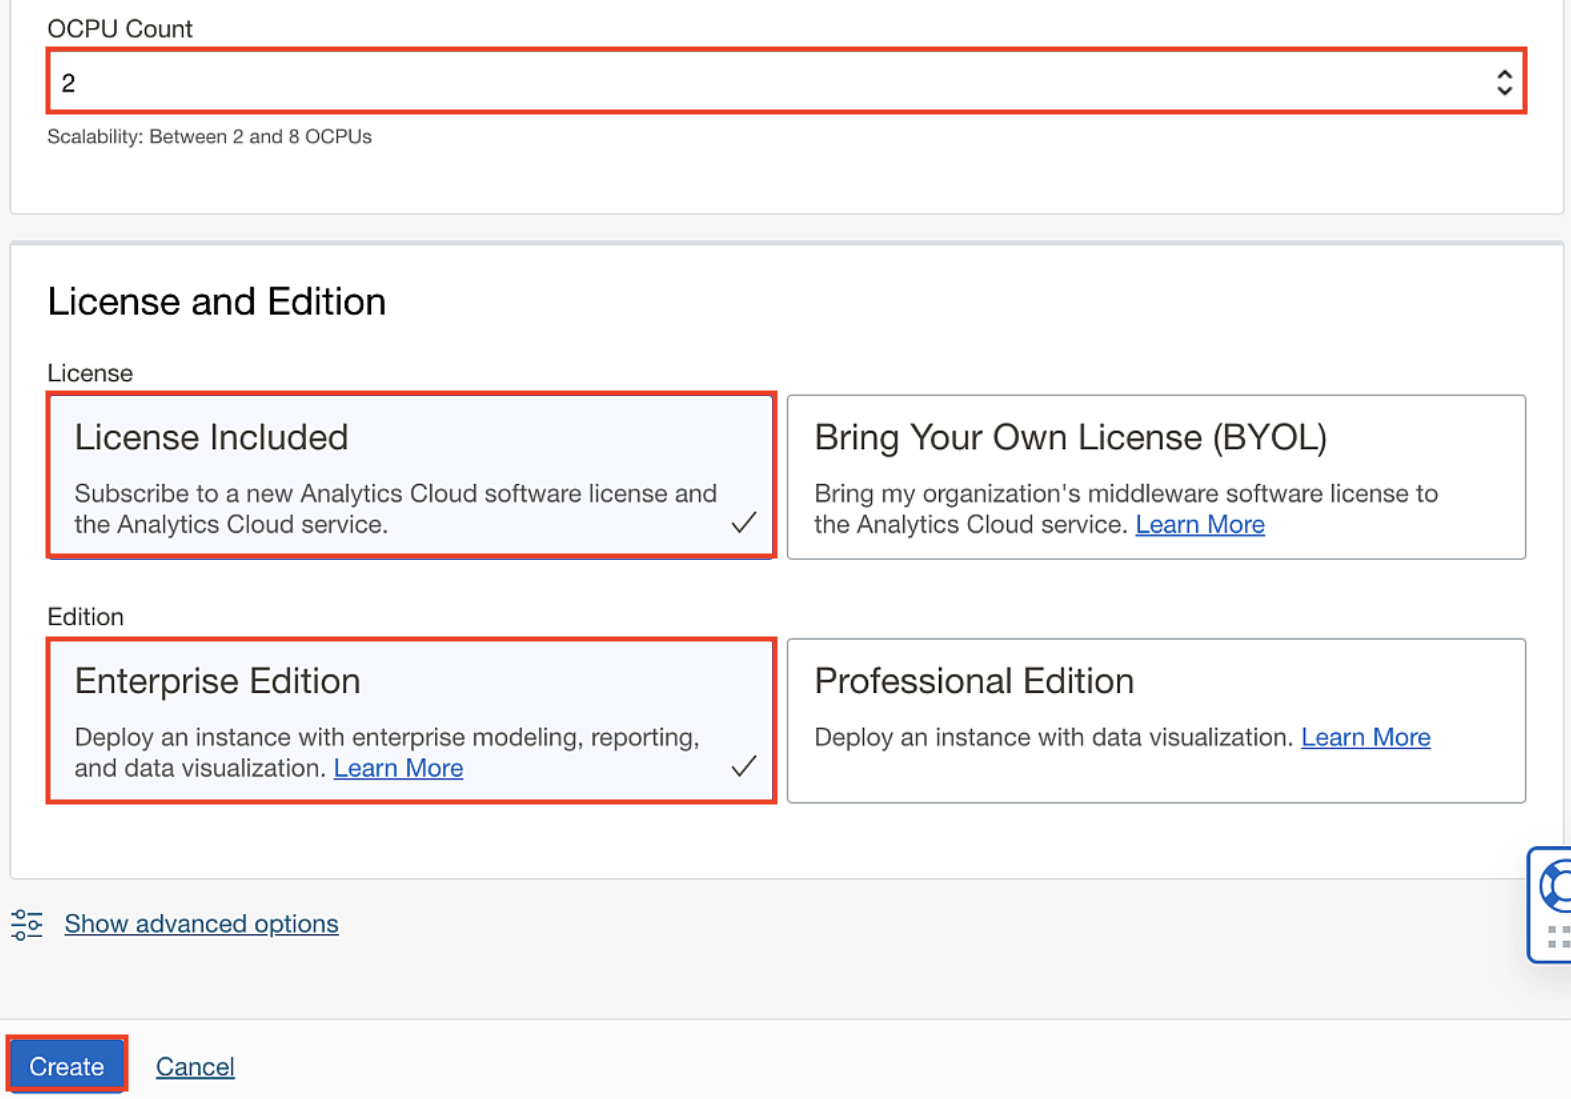 OCPU Count
2
Scalability: Between 2 and 8 OCPUs
License and Edition
License
License Included
Subscribe to a new Analytics Cloud software license and
the Analytics Cloud service.
Bring Your Own License (BYOL)
Bring my organization's middleware software license to
the Analytics Cloud service. Learn More
Edition
Enterprise Edition
Deploy an instance with enterprise modeling, reporting,
and data visualization. Learn More
Professional Edition
Deploy an instance with data visualization. Learn More
Show advanced options
Create
Cancel